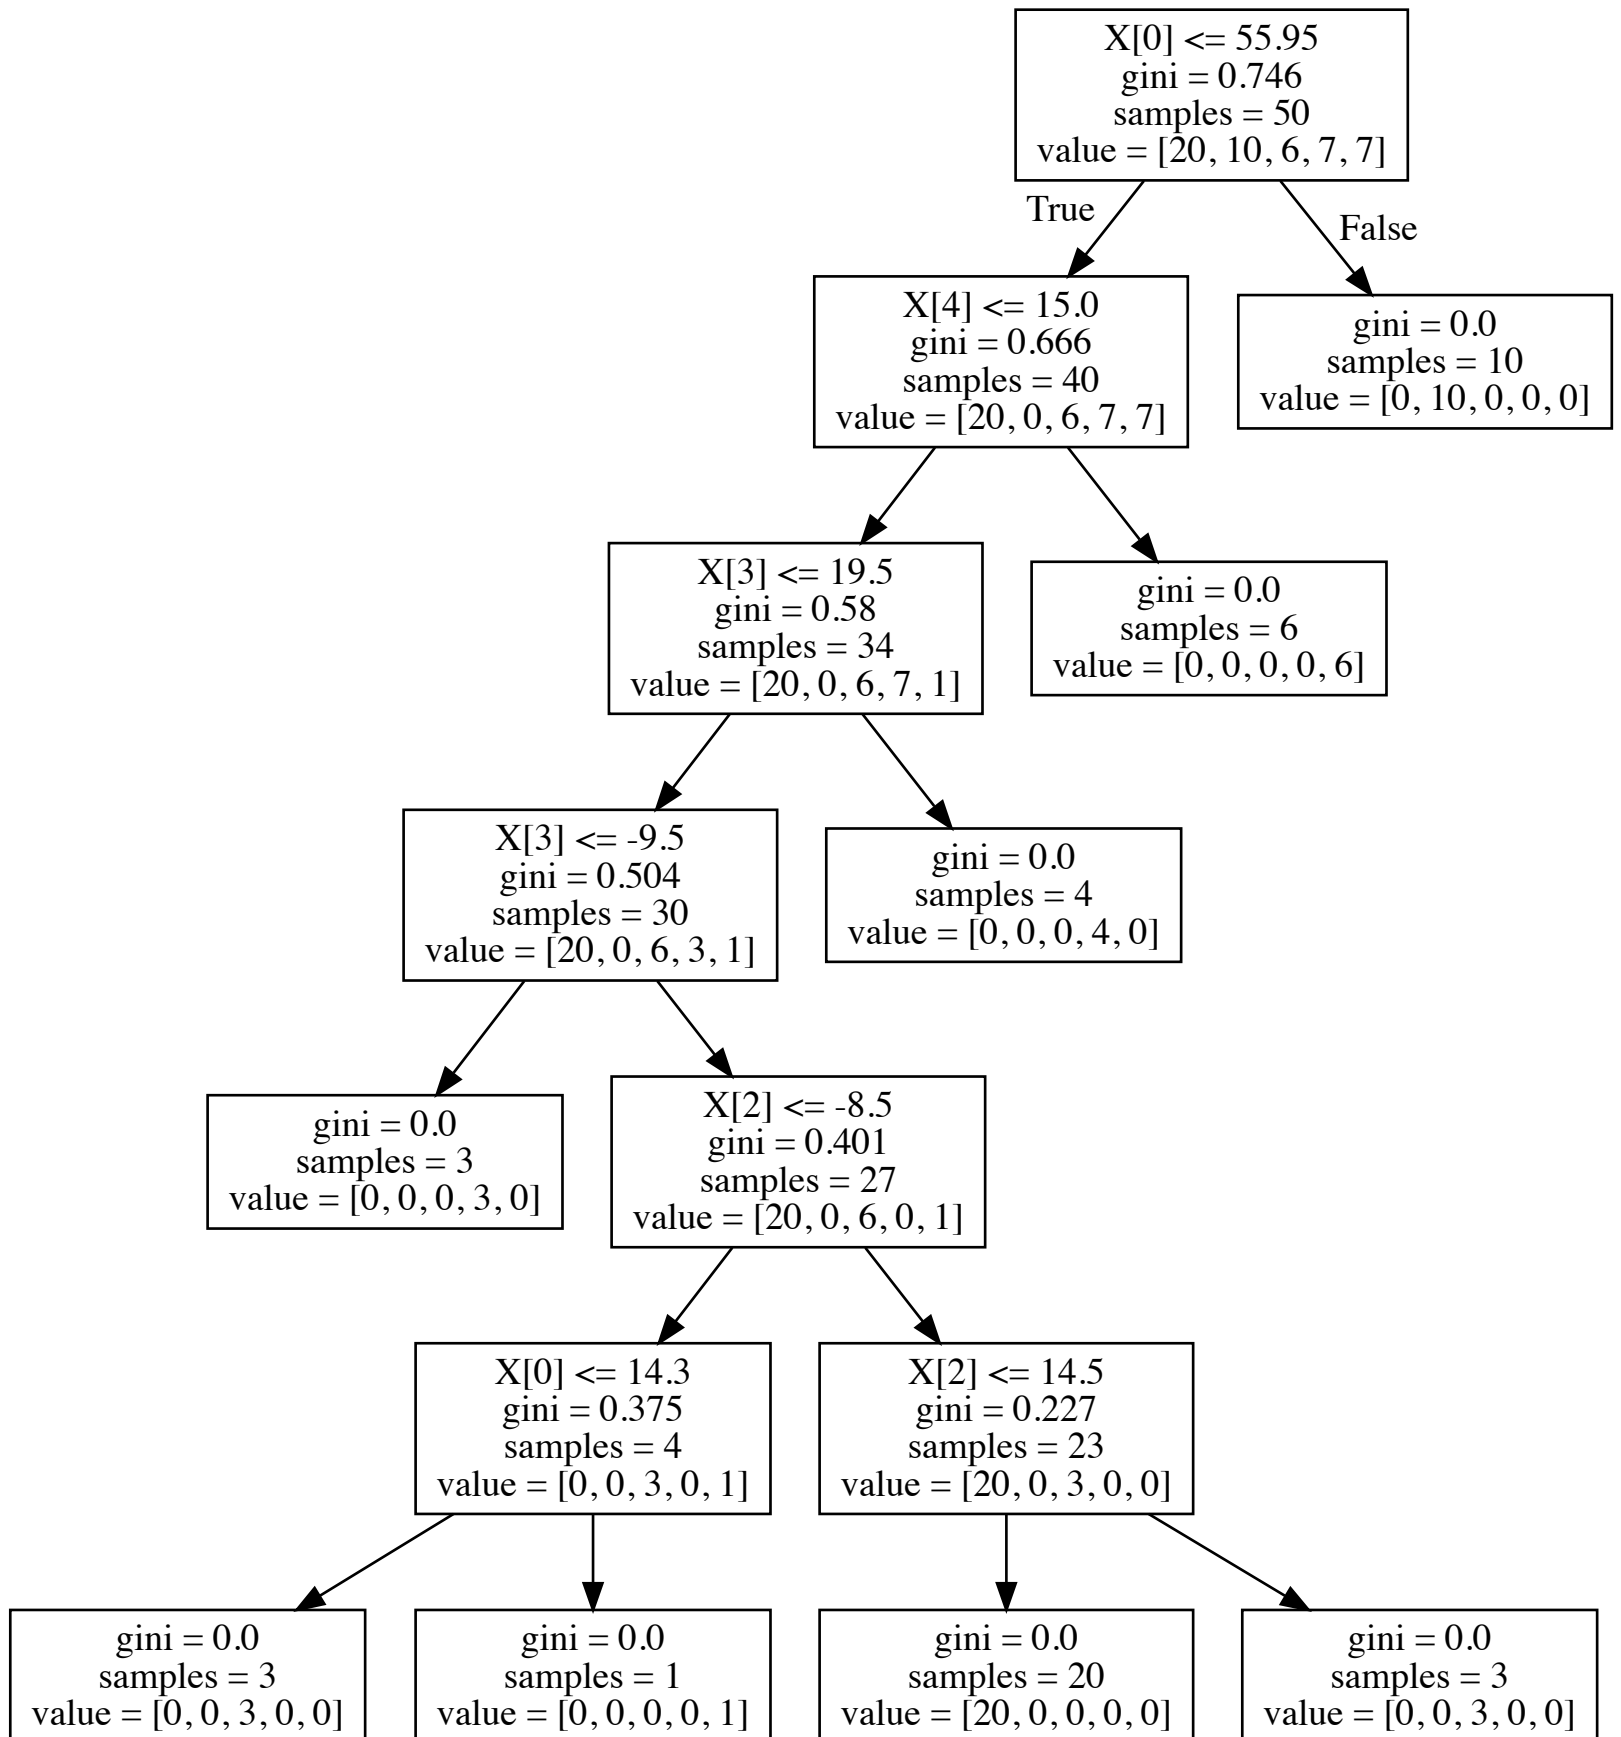 X[0] <= 55.95
gini = 0.746
samples = 50
value = [20, 10, 6, 7, 7]
True
False
X[4] <= 15.0
gini = 0.666
samples = 40
value = [20, 0, 6, 7, 7]
gini = 0.0
samples = 10
value = [0, 10, 0, 0, 0]
X[3] <= 19.5
gini = 0.58
samples = 34
value = [20, 0, 6, 7, 1]
gini = 0.0
samples = 6
value = [0, 0, 0, 0, 6]
X[3] <= -9.5
gini = 0.504
samples = 30
value = [20, 0, 6, 3, 1]
gini = 0.0
samples = 4
value = [0, 0, 0, 4, 0]
gini = 0.0
samples = 3
value = [0, 0, 0, 3, 0]
X[2] <= -8.5
gini = 0.401
samples = 27
value = [20, 0, 6, 0, 1]
X[0] <= 14.3
gini = 0.375
samples = 4
value = [0, 0, 3, 0, 1]
X[2] <= 14.5
gini = 0.227
samples = 23
value = [20, 0, 3, 0, 0]
gini = 0.0
samples = 3
value = [0, 0, 3, 0, 0]
gini = 0.0
samples = 1
value = [0, 0, 0, 0, 1]
gini = 0.0
samples = 20
value = [20, 0, 0, 0, 0]
gini = 0.0
samples = 3
value = [0, 0, 3, 0, 0]